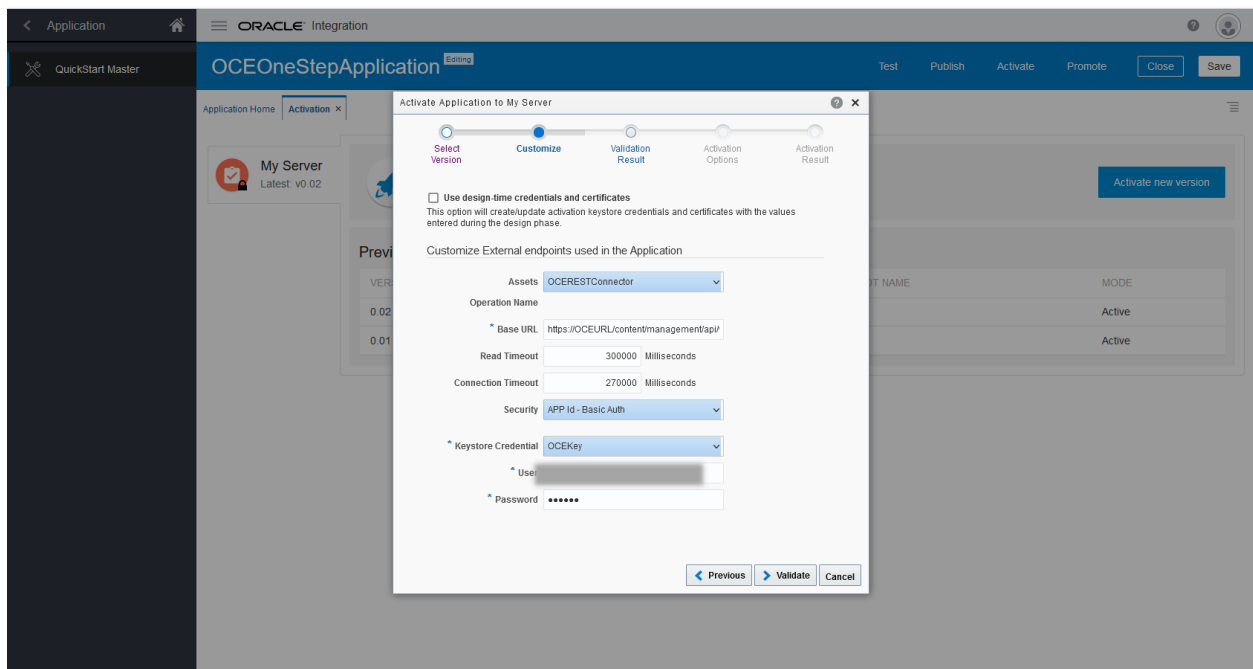 Application
ORACLE Integration
QuickStart Master
OCEOneStepApplication Editing
Test Publish Activate Promote Close Save
Application Home Activation ×
Activate Application to My Server
Select Version
Customize
Validation Result
Activation Options
Activation Result
My Server
Latest: v0.02
Activate new version
Use design-time credentials and certificates
This option will create/update activation keystore credentials and certificates with the values
entered during the design phase.
Customize External endpoints used in the Application
Previ
VER
OT NAME
MODE
0.02
Active
0.01
Active
Assets OCERESTConnector
Operation Name
* Base URL https://OCEURL/content/management/api/
Read Timeout 300000 Milliseconds
Connection Timeout 270000 Milliseconds
Security APP Id - Basic Auth
* Keystore Credential OCEKey
* User
* Password ••••••
Previous Validate Cancel